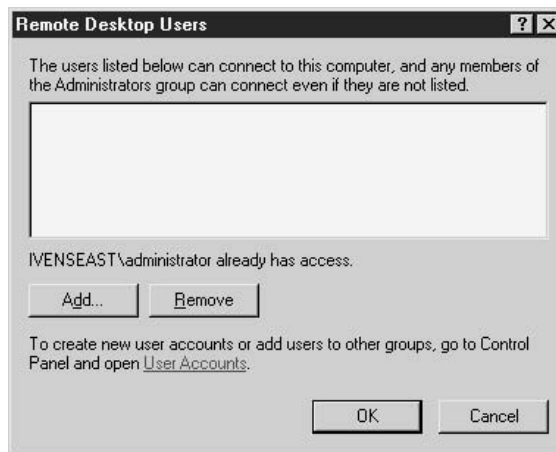 Remote Desktop Users
The users listed below can connect to this computer, and any members of
the Administrators group can connect even if they are not listed.
IVENSEAST\administrator already has access.
Add...
Remove
To create new user accounts or add users to other groups, go to Control
Panel and open User Accounts.
OK
Cancel